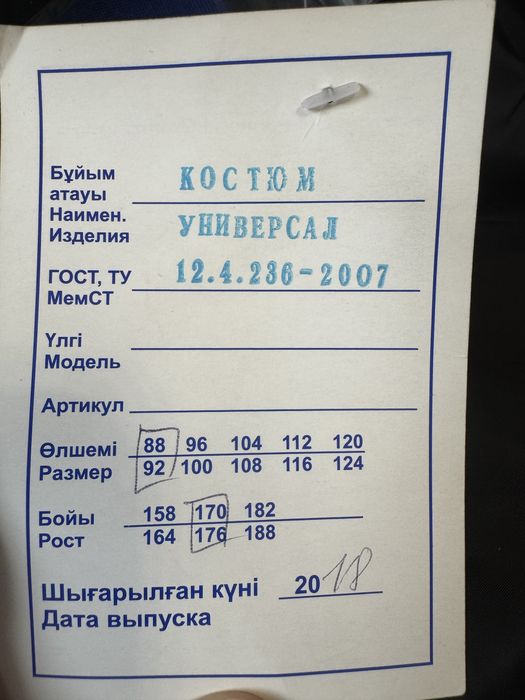 Бұйым КОСТЮМ
атауы
Наимен. УНИВЕРСАЛ
Изделия
ГОСТ, ТУ 12.4.236-2007
МемСТ
Үлгі
Модель
Артикул
Өлшемі 88 96 104 112 120
Размер 92 100 108 116 124
Бойы 158 170 182
Рост 164 176 188
Шығарылған күні 2018
Дата выпуска